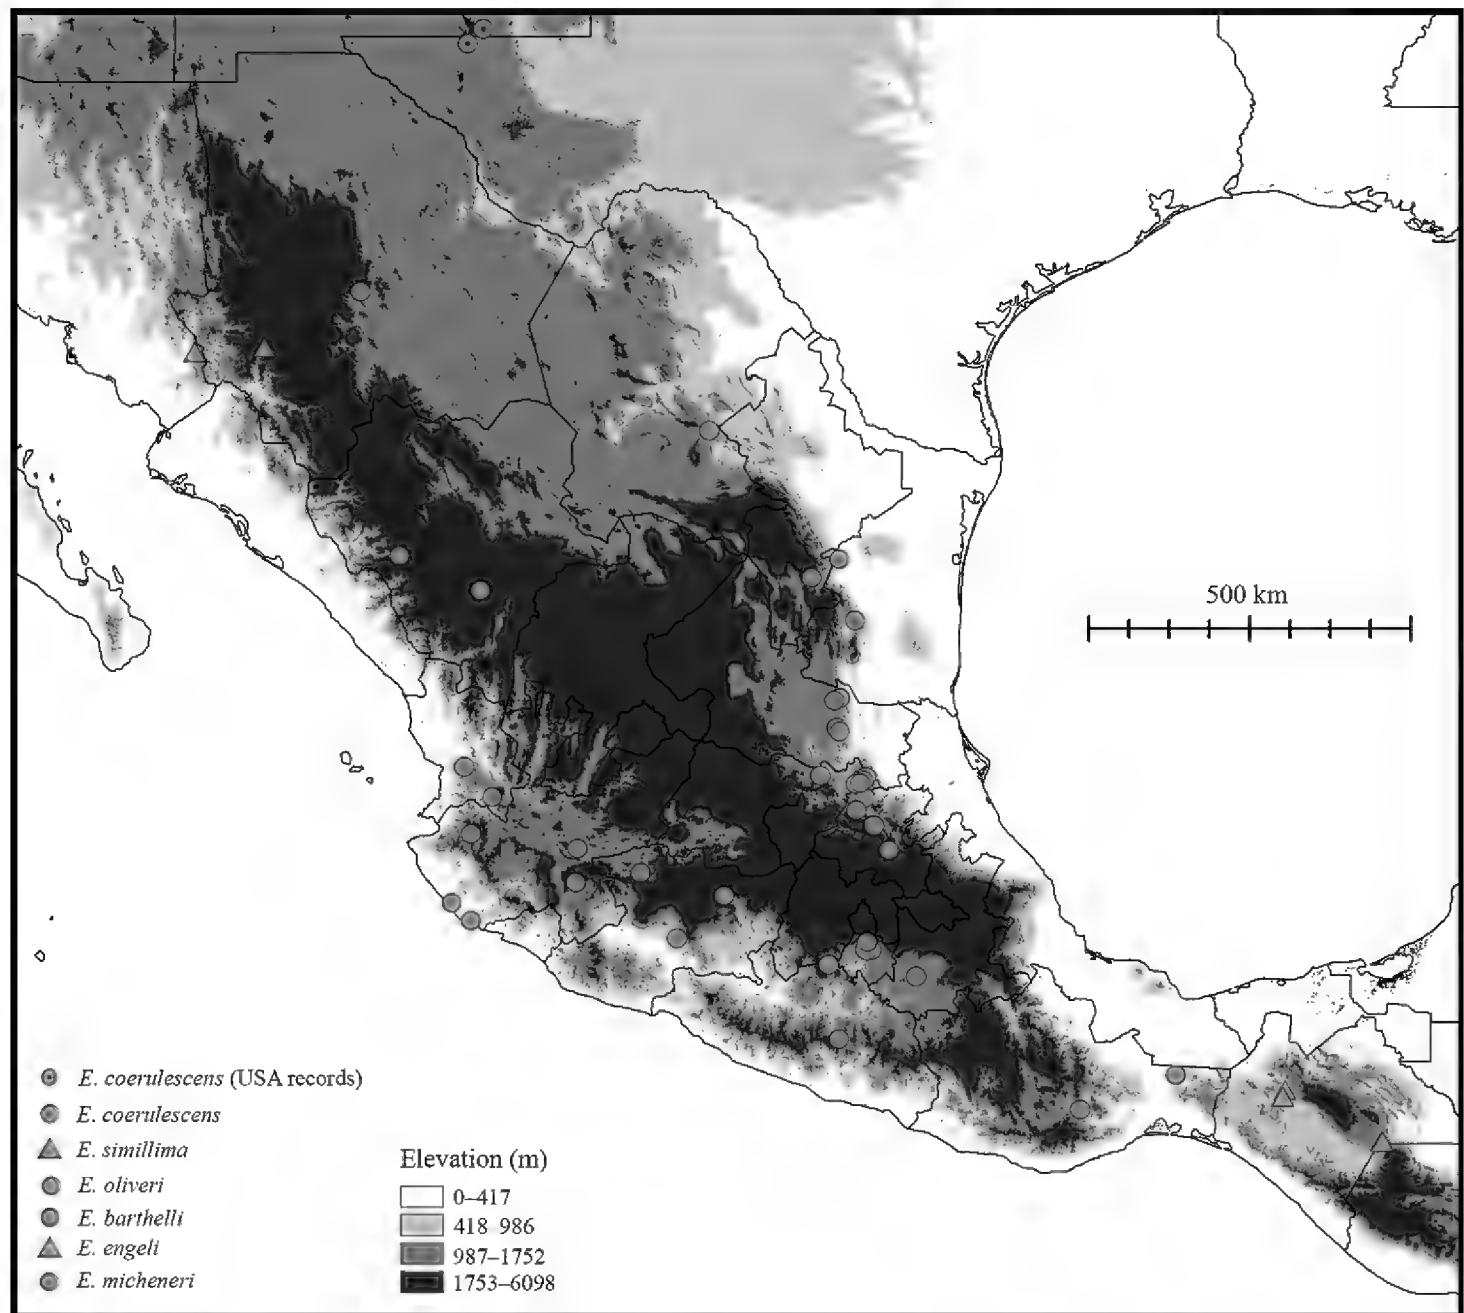 500 km
E. coerulescens (USA records)
E. coerulescens
E. simillima
E. oliveri
E. barthelli
E. engeli
E. micheneri
Elevation (m)
0–417
418–986
987–1752
1753–6098